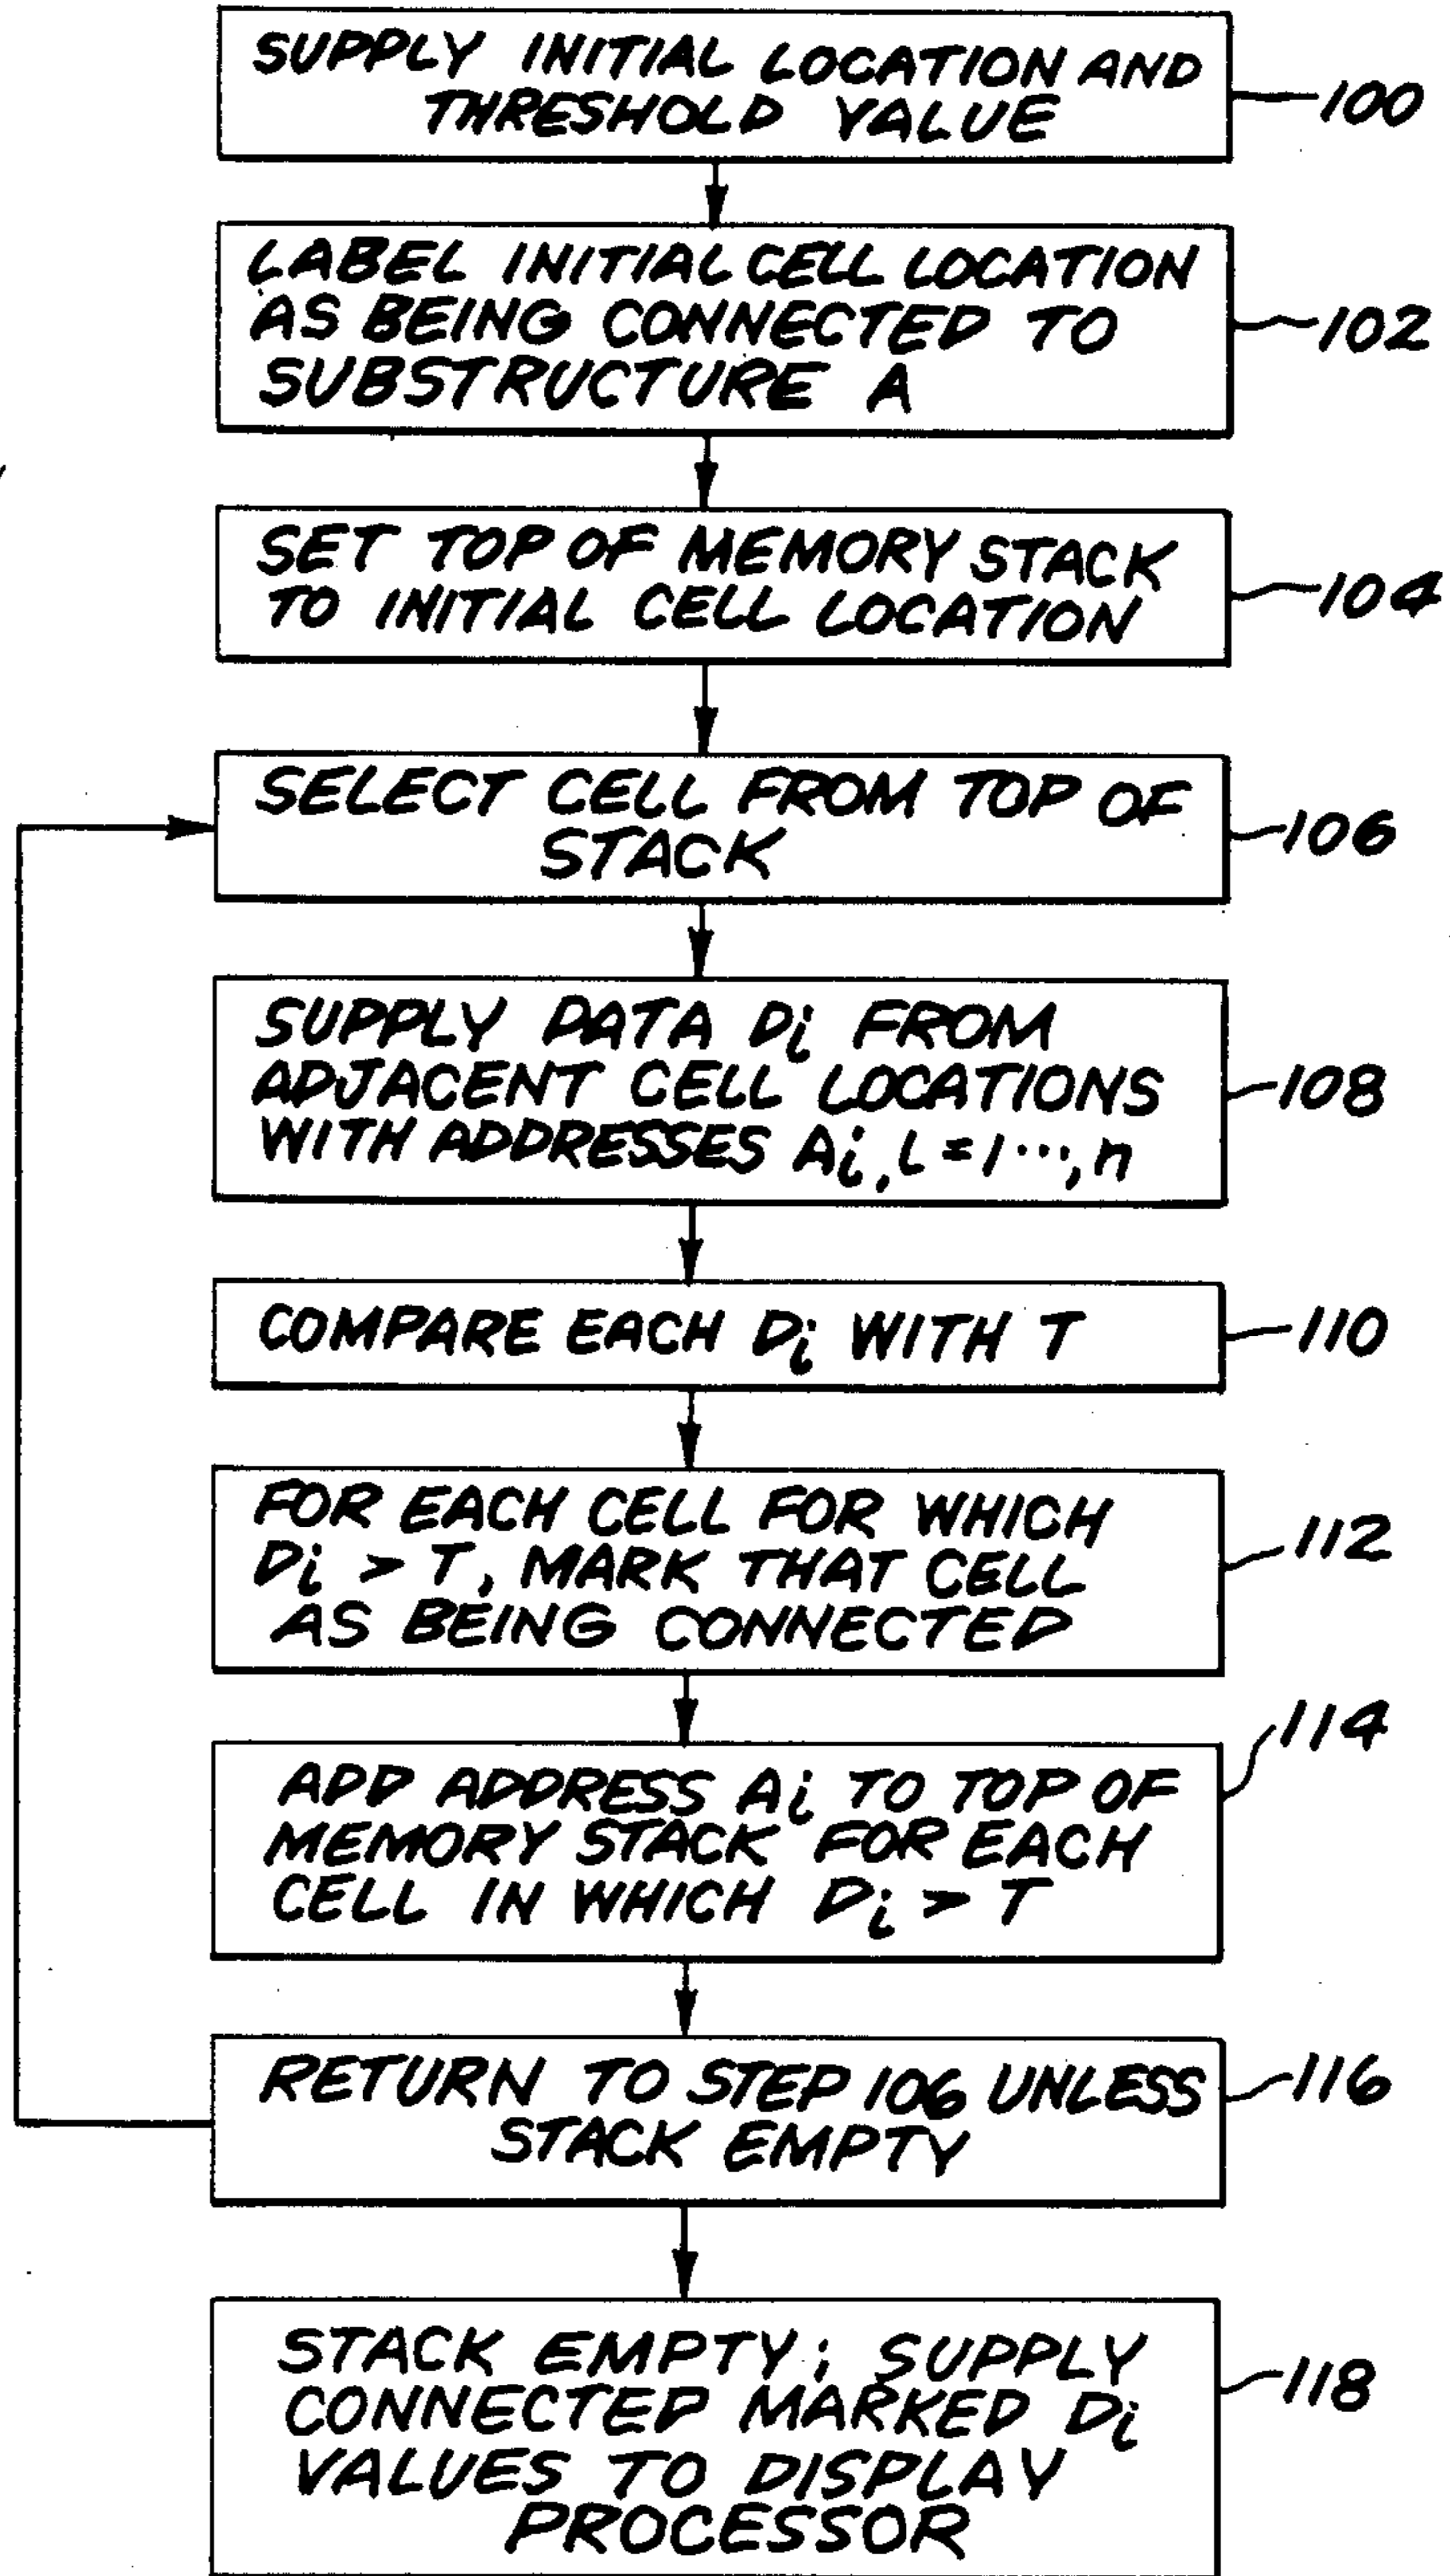 SUPPLY INITIAL LOCATION AND
THRESHOLD VALUE
100
LABEL INITIAL CELL LOCATION
AS BEING CONNECTED TO
SUBSTRUCTURE A
102
SET TOP OF MEMORY STACK
TO INITIAL CELL LOCATION
104
SELECT CELL FROM TOP OF
STACK
106
SUPPLY DATA Di FROM
ADJACENT CELL LOCATIONS
WITH ADDRESSES Ai, i=1...,n
108
COMPARE EACH Di WITH T
110
FOR EACH CELL FOR WHICH
Di > T, MARK THAT CELL
AS BEING CONNECTED
112
ADD ADDRESS Ai TO TOP OF
MEMORY STACK FOR EACH
CELL IN WHICH Di > T
114
RETURN TO STEP 106 UNLESS
STACK EMPTY
116
STACK EMPTY; SUPPLY
CONNECTED MARKED Di
VALUES TO DISPLAY
PROCESSOR
118